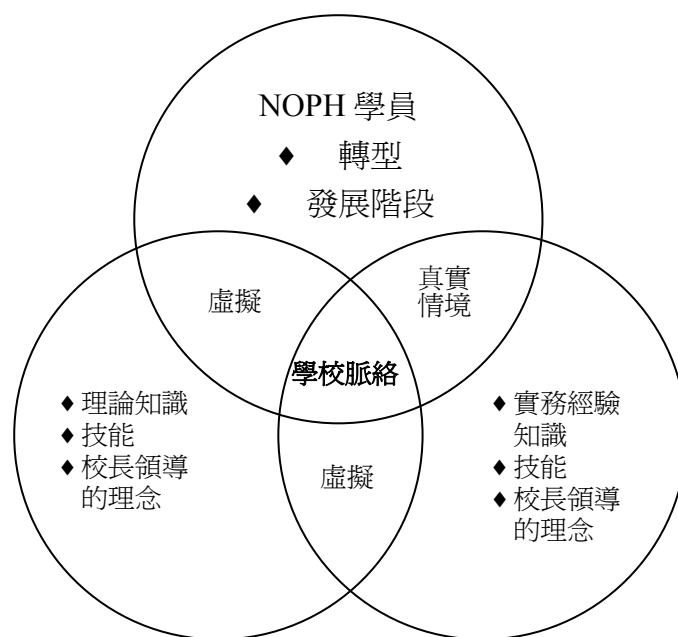 NOPH 學員
♦ 轉型
♦ 發展階段
虛擬
真實
情境
學校脈絡
♦ 理論知識
♦ 技能
♦ 校長領導
的理念
虛擬
♦ 實務經驗
知識
♦ 技能
♦ 校長領導
的理念